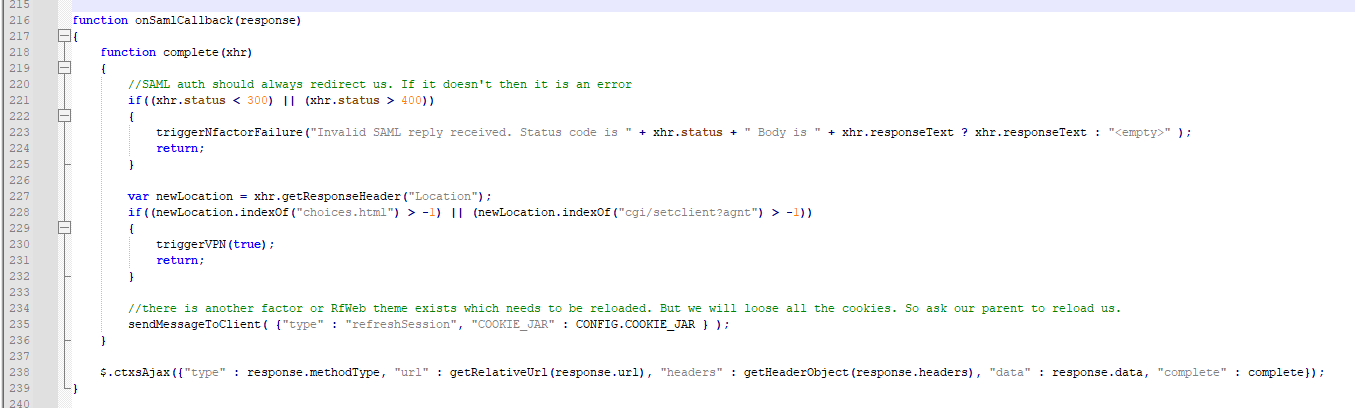 215
216 function onSamlCallback(response)
217 {
218 function complete(xhr)
219 {
220 //SAML auth should always redirect us. If it doesn't then it is an error
221 if((xhr.status < 300) || (xhr.status > 400))
222 {
223 triggerNfactorFailure("Invalid SAML reply received. Status code is " + xhr.status + " Body is " + xhr.responseText ? xhr.responseText : "<empty>" );
224 return;
225 }
226
227 var newLocation = xhr.getResponseHeader("Location");
228 if((newLocation.indexOf("choices.html") > -1) || (newLocation.indexOf("cgi/setclient?agnt") > -1))
229 {
230 triggerVPN(true);
231 return;
232 }
233
234 //there is another factor or RfWeb theme exists which needs to be reloaded. But we will loose all the cookies. So ask our parent to reload us.
235 sendMessageToClient( {"type" : "refreshSession", "COOKIE_JAR" : CONFIG.COOKIE_JAR } );
236 }
237
238 $.ctxsAjax({"type" : response.methodType, "url" : getRelativeUrl(response.url), "headers" : getHeaderObject(response.headers), "data" : response.data, "complete" : complete});
239 }
240